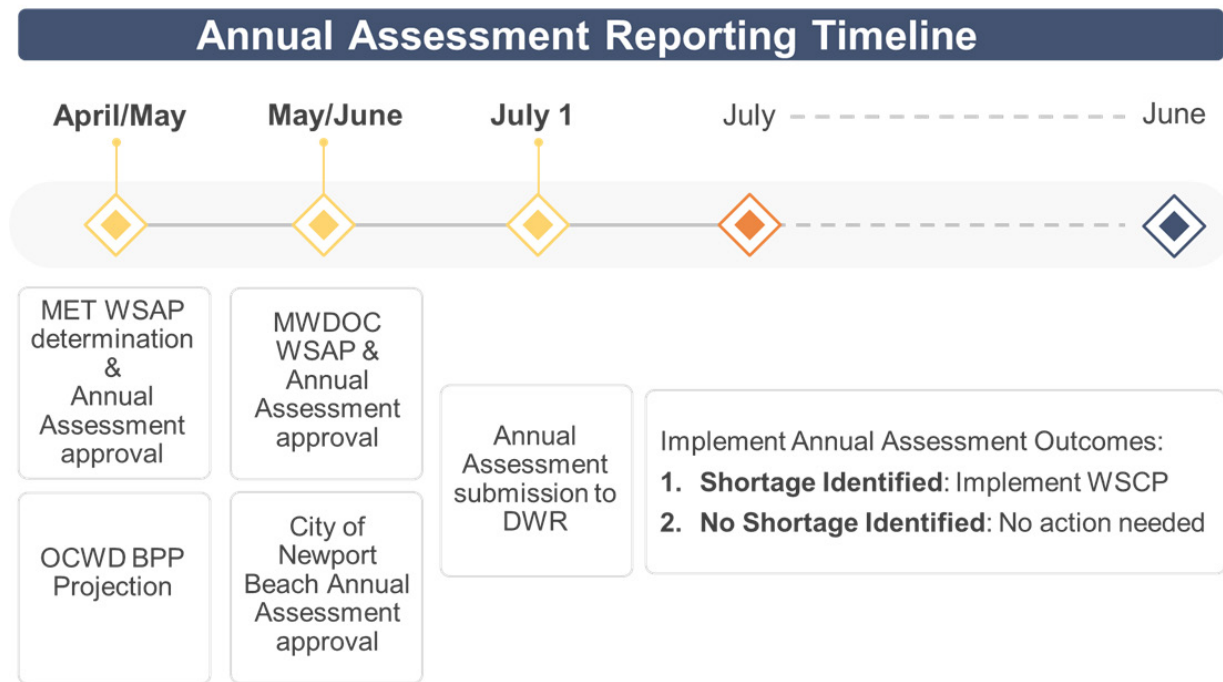 Annual Assessment Reporting Timeline
April/May
May/June
July 1
July
June
MET WSAP
determination
&
Annual
Assessment
approval
OCWD BPP
Projection
MWDOC
WSAP &
Annual
Assessment
approval
City of
Newport
Beach Annual
Assessment
approval
Annual
Assessment
submission to
DWR
Implement Annual Assessment Outcomes:
1. Shortage Identified: Implement WSCP
2. No Shortage Identified: No action needed